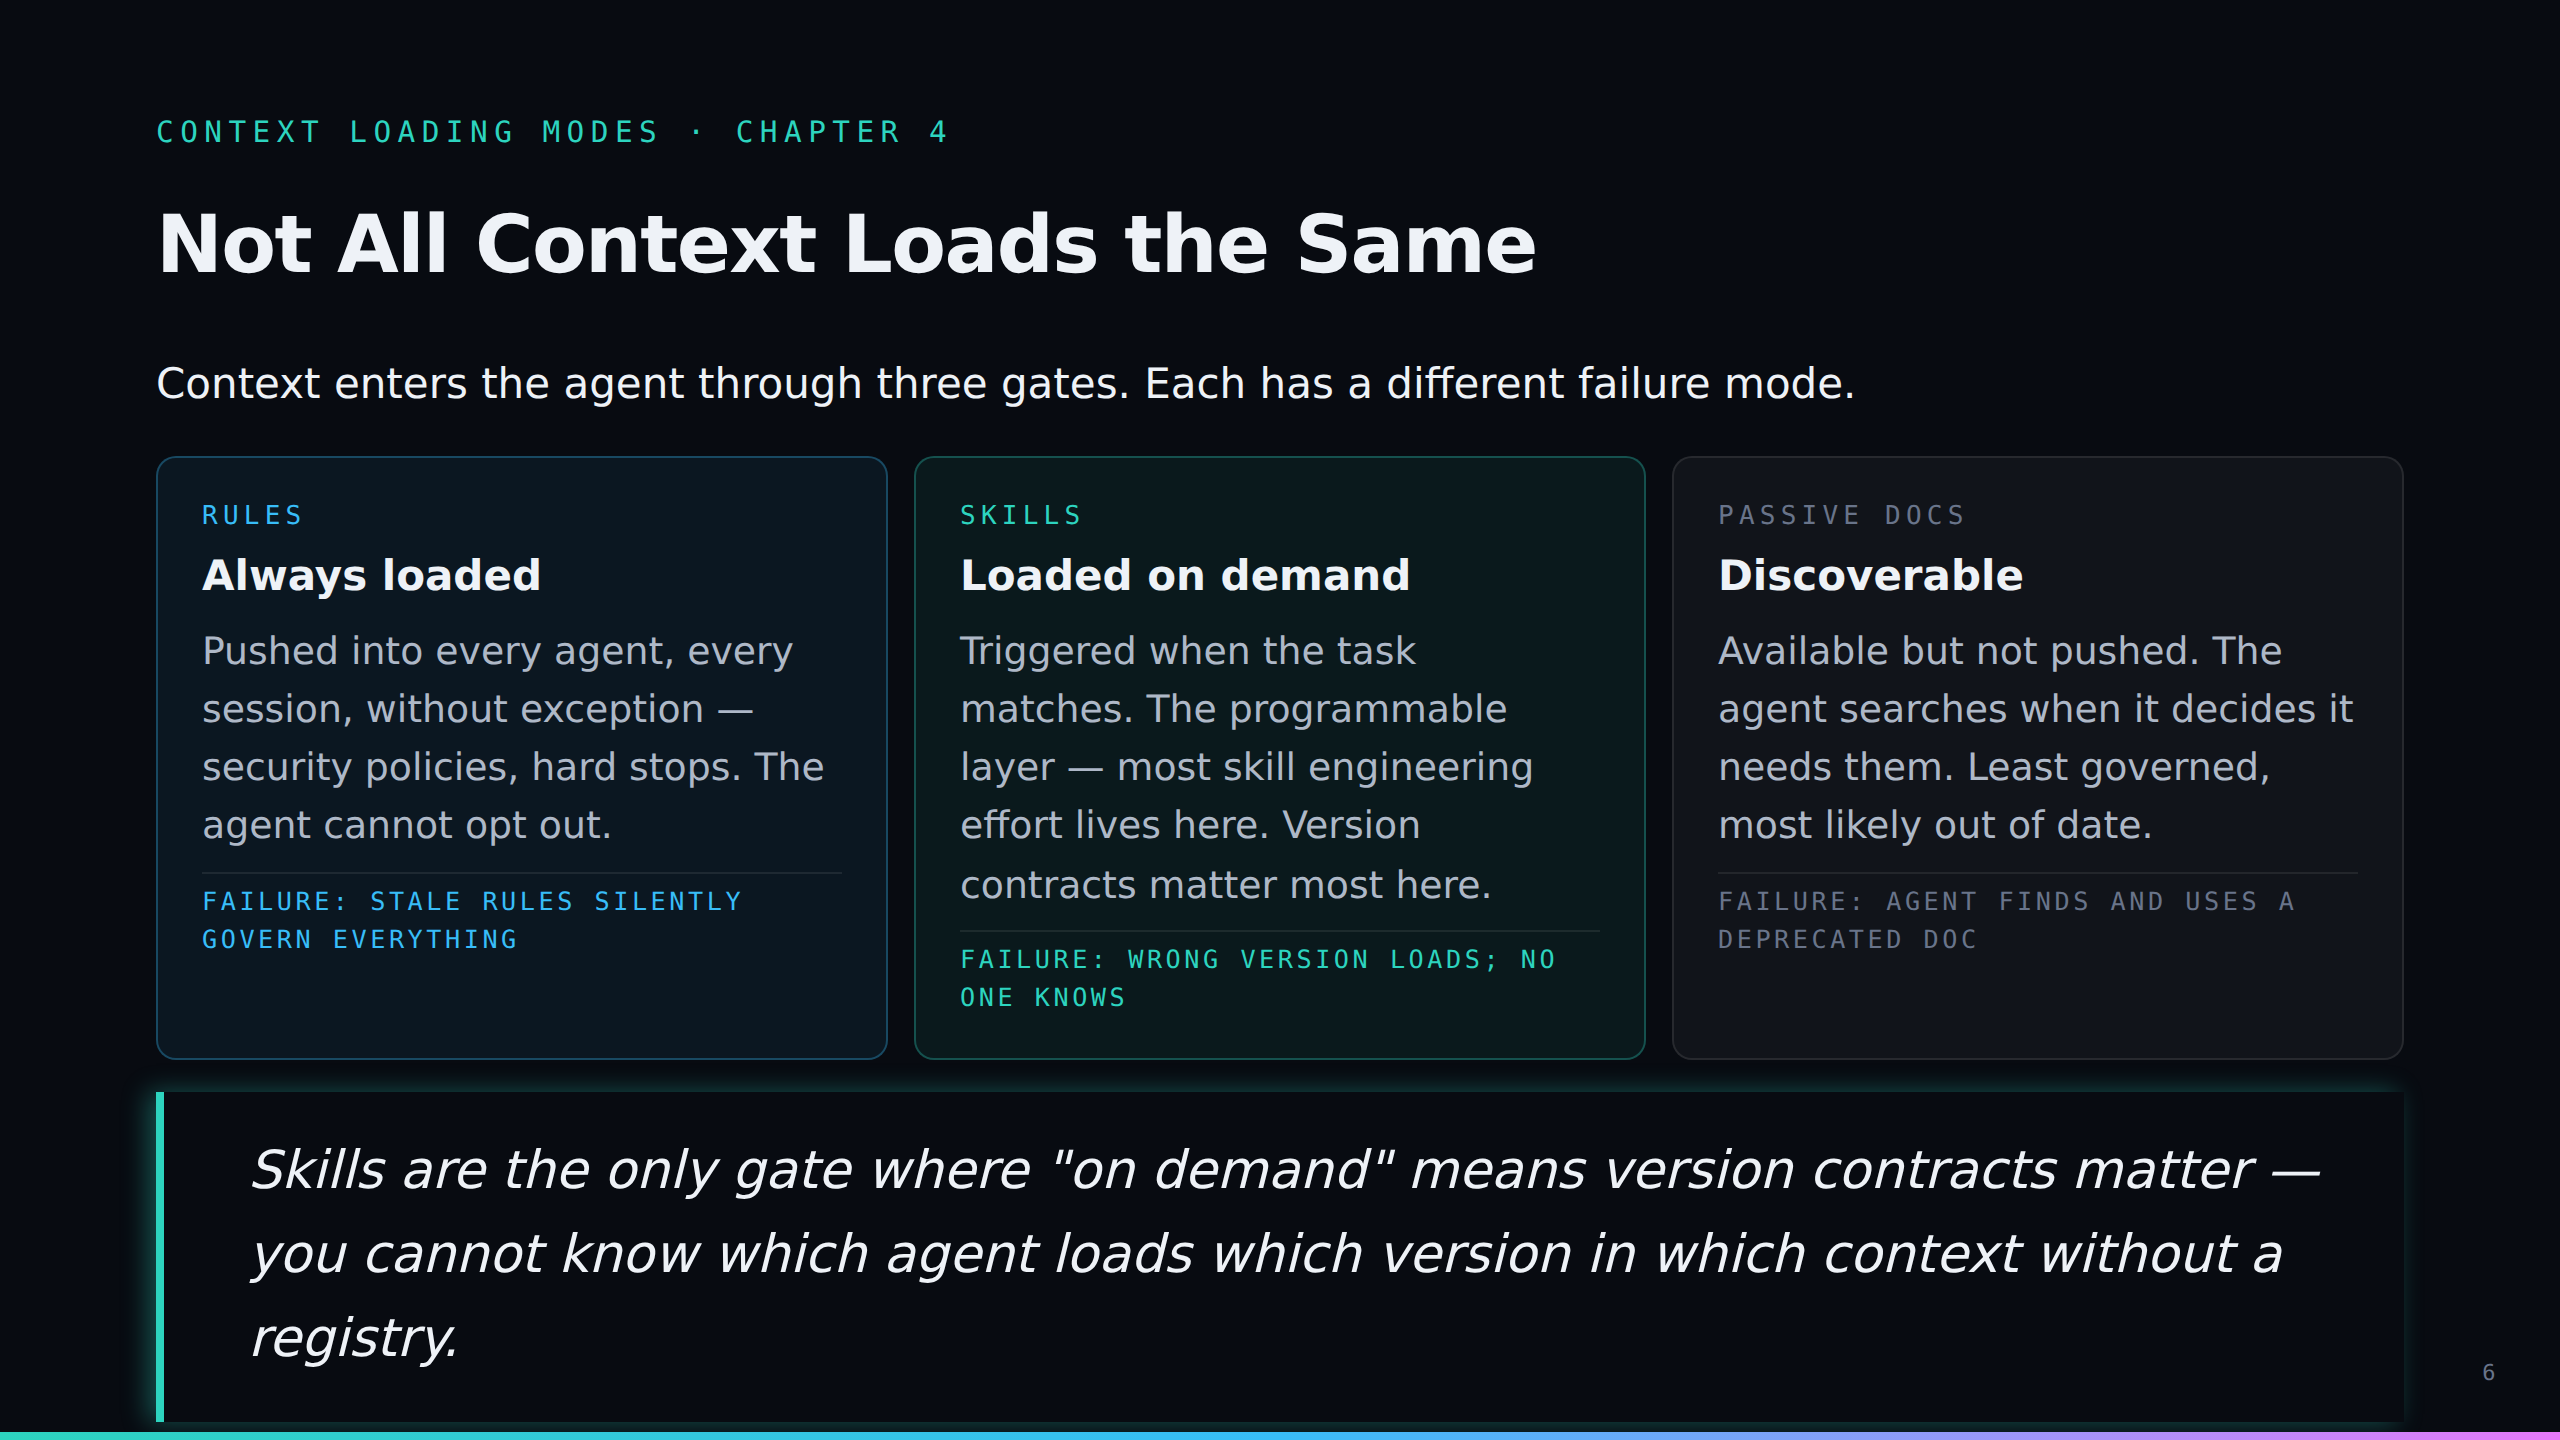 CONTEXT LOADING MODES · CHAPTER 4
Not All Context Loads the Same
Context enters the agent through three gates. Each has a different failure mode.
RULES
Always loaded
Pushed into every agent, every
session, without exception —
security policies, hard stops. The
agent cannot opt out.
FAILURE: STALE RULES SILENTLY
GOVERN EVERYTHING
SKILLS
Loaded on demand
Triggered when the task
matches. The programmable
layer — most skill engineering
effort lives here. Version
contracts matter most here.
FAILURE: WRONG VERSION LOADS; NO
ONE KNOWS
PASSIVE DOCS
Discoverable
Available but not pushed. The
agent searches when it decides it
needs them. Least governed,
most likely out of date.
FAILURE: AGENT FINDS AND USES A
DEPRECATED DOC
Skills are the only gate where "on demand" means version contracts matter —
you cannot know which agent loads which version in which context without a
registry.
6